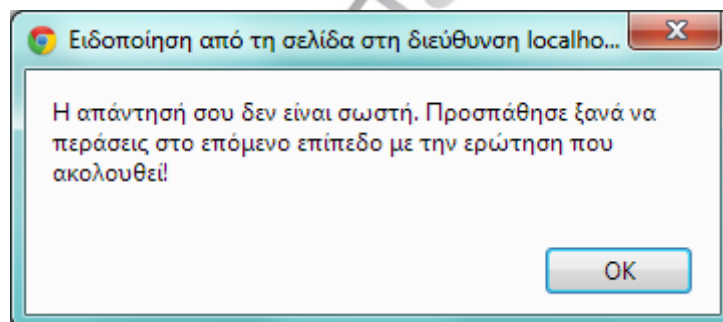 Ειδοποίηση από τη σελίδα στη διεύθυνση localho...
Η απάντησή σου δεν είναι σωστή. Προσπάθησε ξανά να
περάσεις στο επόμενο επίπεδο με την ερώτηση που
ακολουθεί!
OK